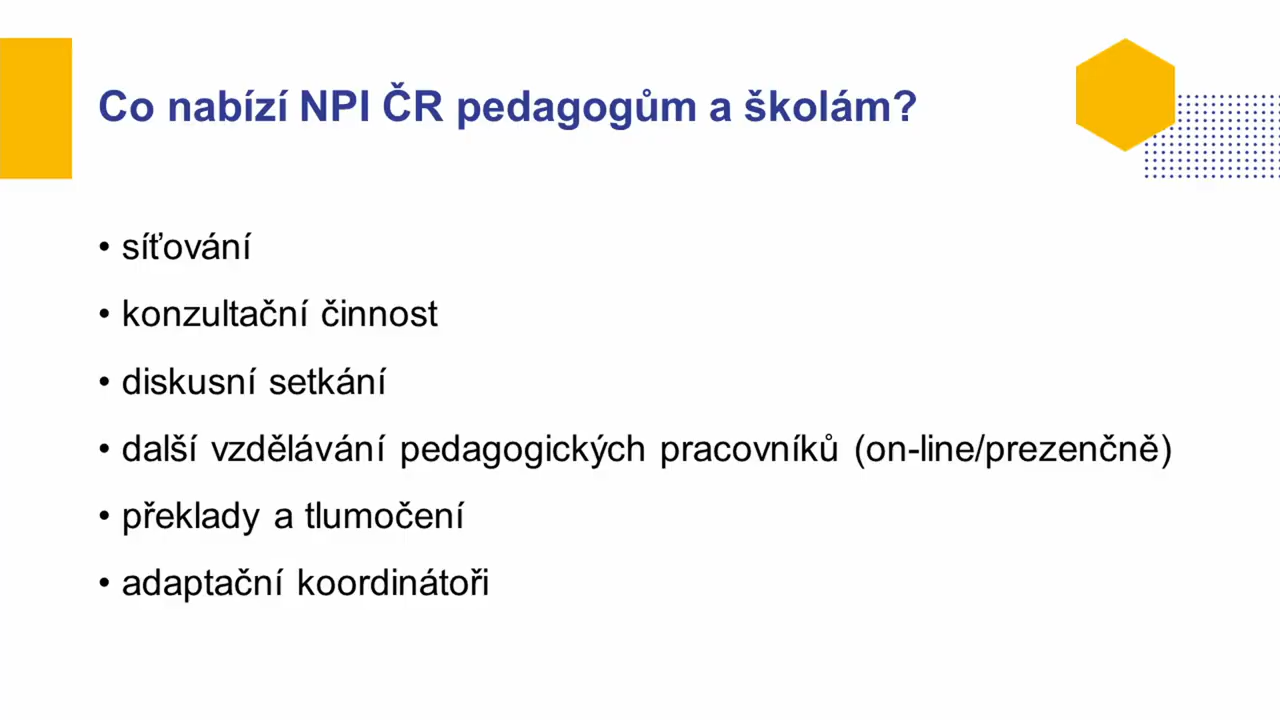 Co nabízí NPI ČR pedagogům a školám?
• síťování
• konzultační činnost
• diskusní setkání
• další vzdělávání pedagogických pracovníků (on-line/prezenčně)
• překlady a tlumočení
• adaptační koordinátoři